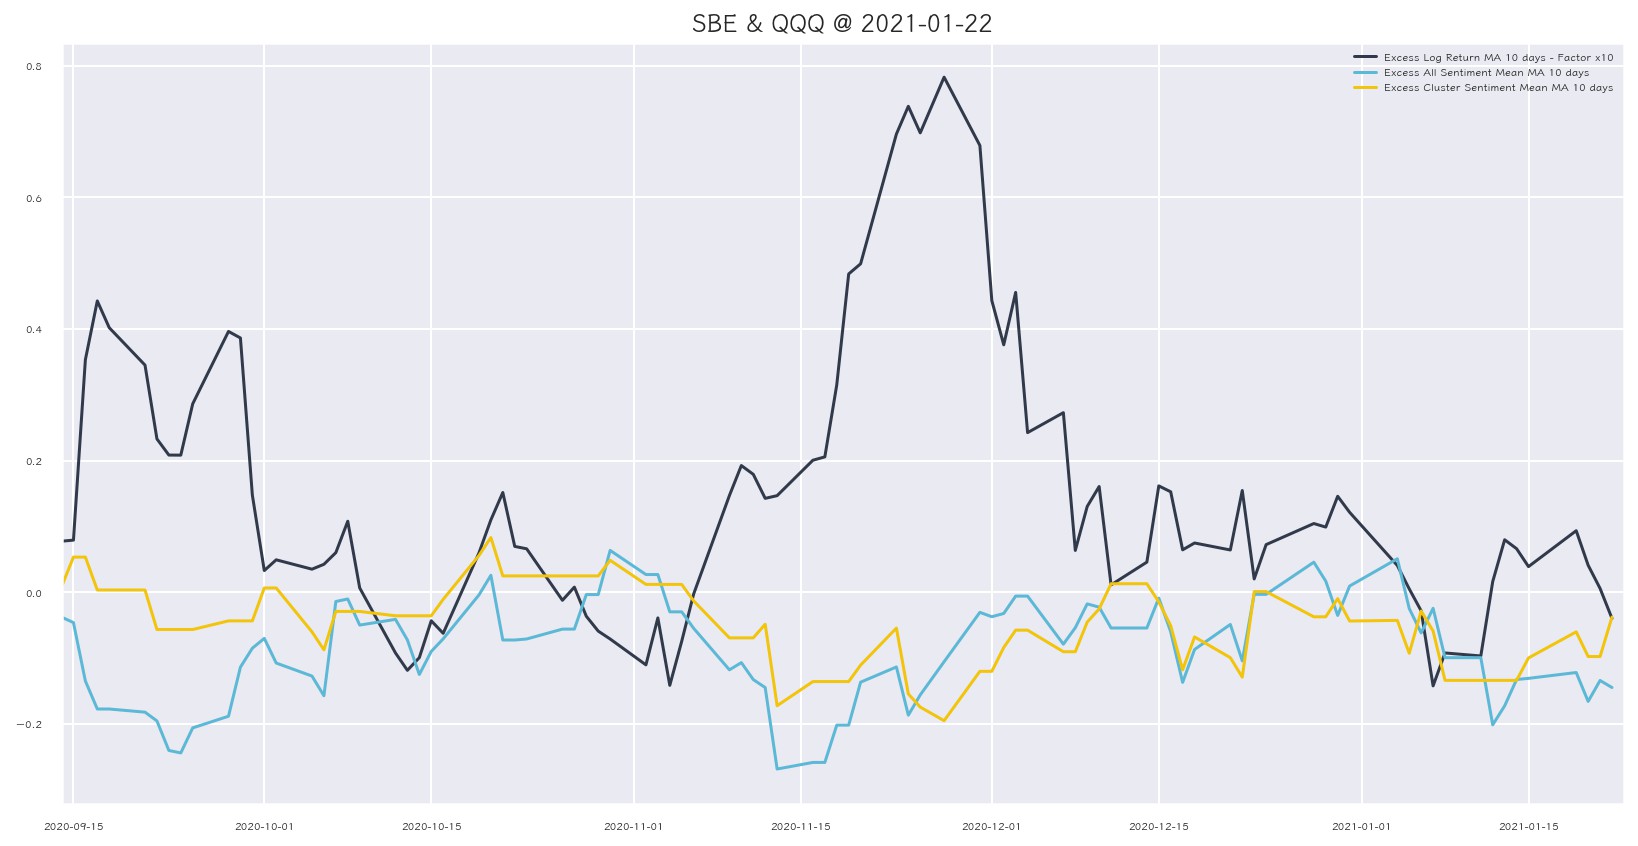 SBE & QQQ @ 2021-01-22
Excess Log Return MA 10 days - Factor x10
Excess All Sentiment Mean MA 10 days
Excess Cluster Sentiment Mean MA 10 days
0.8
0.6
0.4
0.2
0.0
−0.2
2020-09-15 2020-10-01 2020-10-15 2020-11-01 2020-11-15 2020-12-01 2020-12-15 2021-01-01 2021-01-15